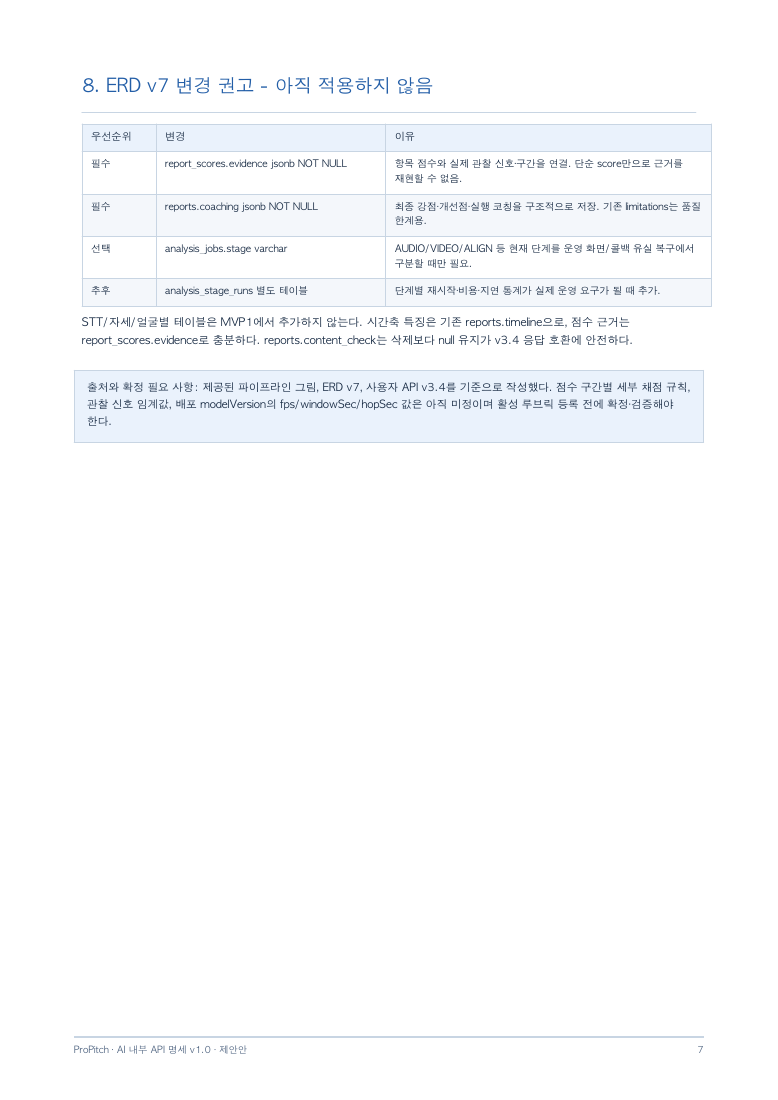 8. ERD v7 변경 권고 - 아직 적용하지 않음
우선순위 변경 이유
필수 report_scores.evidence jsonb NOT NULL 항목 점수와 실제 관찰 신호·구간을 연결. 단순 score만으로 근거를
재현할 수 없음.
필수 reports.coaching jsonb NOT NULL 최종 강점·개선점·실행 코칭을 구조적으로 저장. 기존 limitations는 품질
한계용.
선택 analysis_jobs.stage varchar AUDIO/VIDEO/ALIGN 등 현재 단계를 운영 화면/콜백 유실 복구에서
구분할 때만 필요.
추후 analysis_stage_runs 별도 테이블 단계별 재시작·비용·지연 통계가 실제 운영 요구가 될 때 추가.
STT/자세/얼굴별 테이블은 MVP1에서 추가하지 않는다. 시간축 특징은 기존 reports.timeline으로, 점수 근거는
report_scores.evidence로 충분하다. reports.content_check는 삭제보다 null 유지가 v3.4 응답 호환에 안전하다.
출처와 확정 필요 사항: 제공된 파이프라인 그림, ERD v7, 사용자 API v3.4를 기준으로 작성했다. 점수 구간별 세부 채점 규칙,
관찰 신호 임계값, 배포 modelVersion의 fps/windowSec/hopSec 값은 아직 미정이며 활성 루브릭 등록 전에 확정·검증해야
한다.
ProPitch · AI 내부 API 명세 v1.0 · 제안안 7